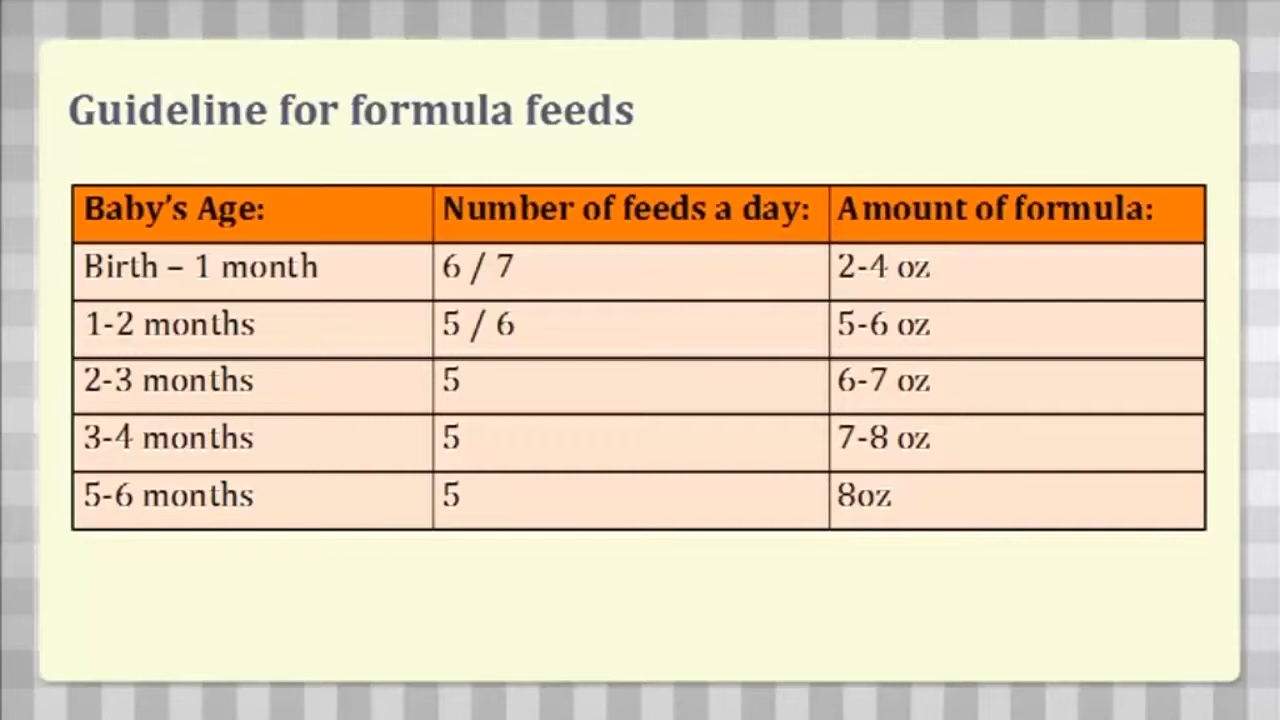 Guideline for formula feeds
Baby's Age: Number of feeds a day: Amount of formula:
Birth – 1 month 6 / 7 2-4 oz
1-2 months 5 / 6 5-6 oz
2-3 months 5 6-7 oz
3-4 months 5 7-8 oz
5-6 months 5 8oz